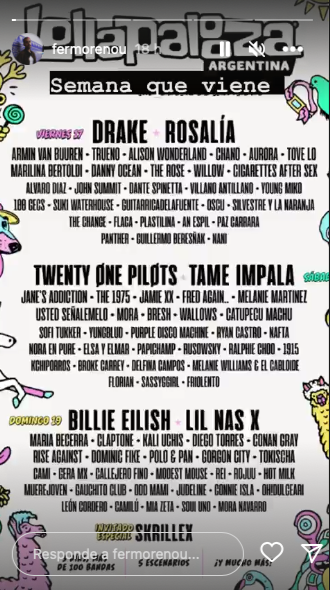 lollapalooza
fermorenou 18 h
ARGENTINA
Semana que viene
VIERNES 17 DRAKE ROSALÍA
ARMIN VAN BUUREN - TRUENO - ALISON WONDERLAND - CHANO - AURORA - TOVE LO
MARILINA BERTOLDI - DANNY OCEAN - THE ROSE - WILLOW - CIGARETTES AFTER SEX
ALVARO DIAZ - JOHN SUMMIT - DANTE SPINETTA - VILLANO ANTILLANO - YOUNG MIKO
100 GECS - SUKI WATERHOUSE - GUITARRICADELAFUENTE - OSCU - SILVESTRE Y LA NARANJA
THE CHANGE - FLAGA - PLASTILINA - AN ESPIL - PAZ CARRARA
PANTHER - GUILLERMO BERESÑAK - NANI
TWENTY ØNE PILØTS TAME IMPALA
JANE'S ADDICTION - THE 1975 - JAMIE XX - FRED AGAIN.. - MELANIE MARTINEZ
USTED SEÑALEMELO - MORA - BRESH - WALLOWS - CATUPECU MACHU
SOFI TUKKER - YUNGBLUD - PURPLE DISCO MACHINE - RYAN CASTRO - NAFTA
NORA EN PURE - ELSA Y ELMAR - PAPICHAMP - RUSOWSKY - RALPHIE CHOO - 1915
KCHIPORROS - BROKE CARREY - DELFINA CAMPOS - MELANIE WILLIAMS & EL CABLOIDE
FLORIAN - SASSYGGIRL - FRIOLENTO
DOMINGO 19 BILLIE EILISH LIL NAS X
MARIA BECERRA - CLAPTONE - KALI UCHIS - DIEGO TORRES - CONAN GRAY
RISE AGAINST - DOMINIC FIKE - POLO & PAN - GORGON CITY - TOKISCHA
CAMI - GERA MX - CALLEJERO FINO - MODEST MOUSE - REI - ROJUU - HOT MILK
MUEREJOVEN - GAUCHITO CLUB - ODD MAMI - JUDELINE - CONNIE ISLA - OHDULCEARI
LEÓN CORDERO - CAMILÚ - MIA ZETA - SOUI UNO - MORA NAVARRO
INVITADO ESPECIAL SKRILLEX
Responde a fermorenou...
DE 100 BANDAS
5 ESCENARIOS
¡Y MUCHO MÁS!